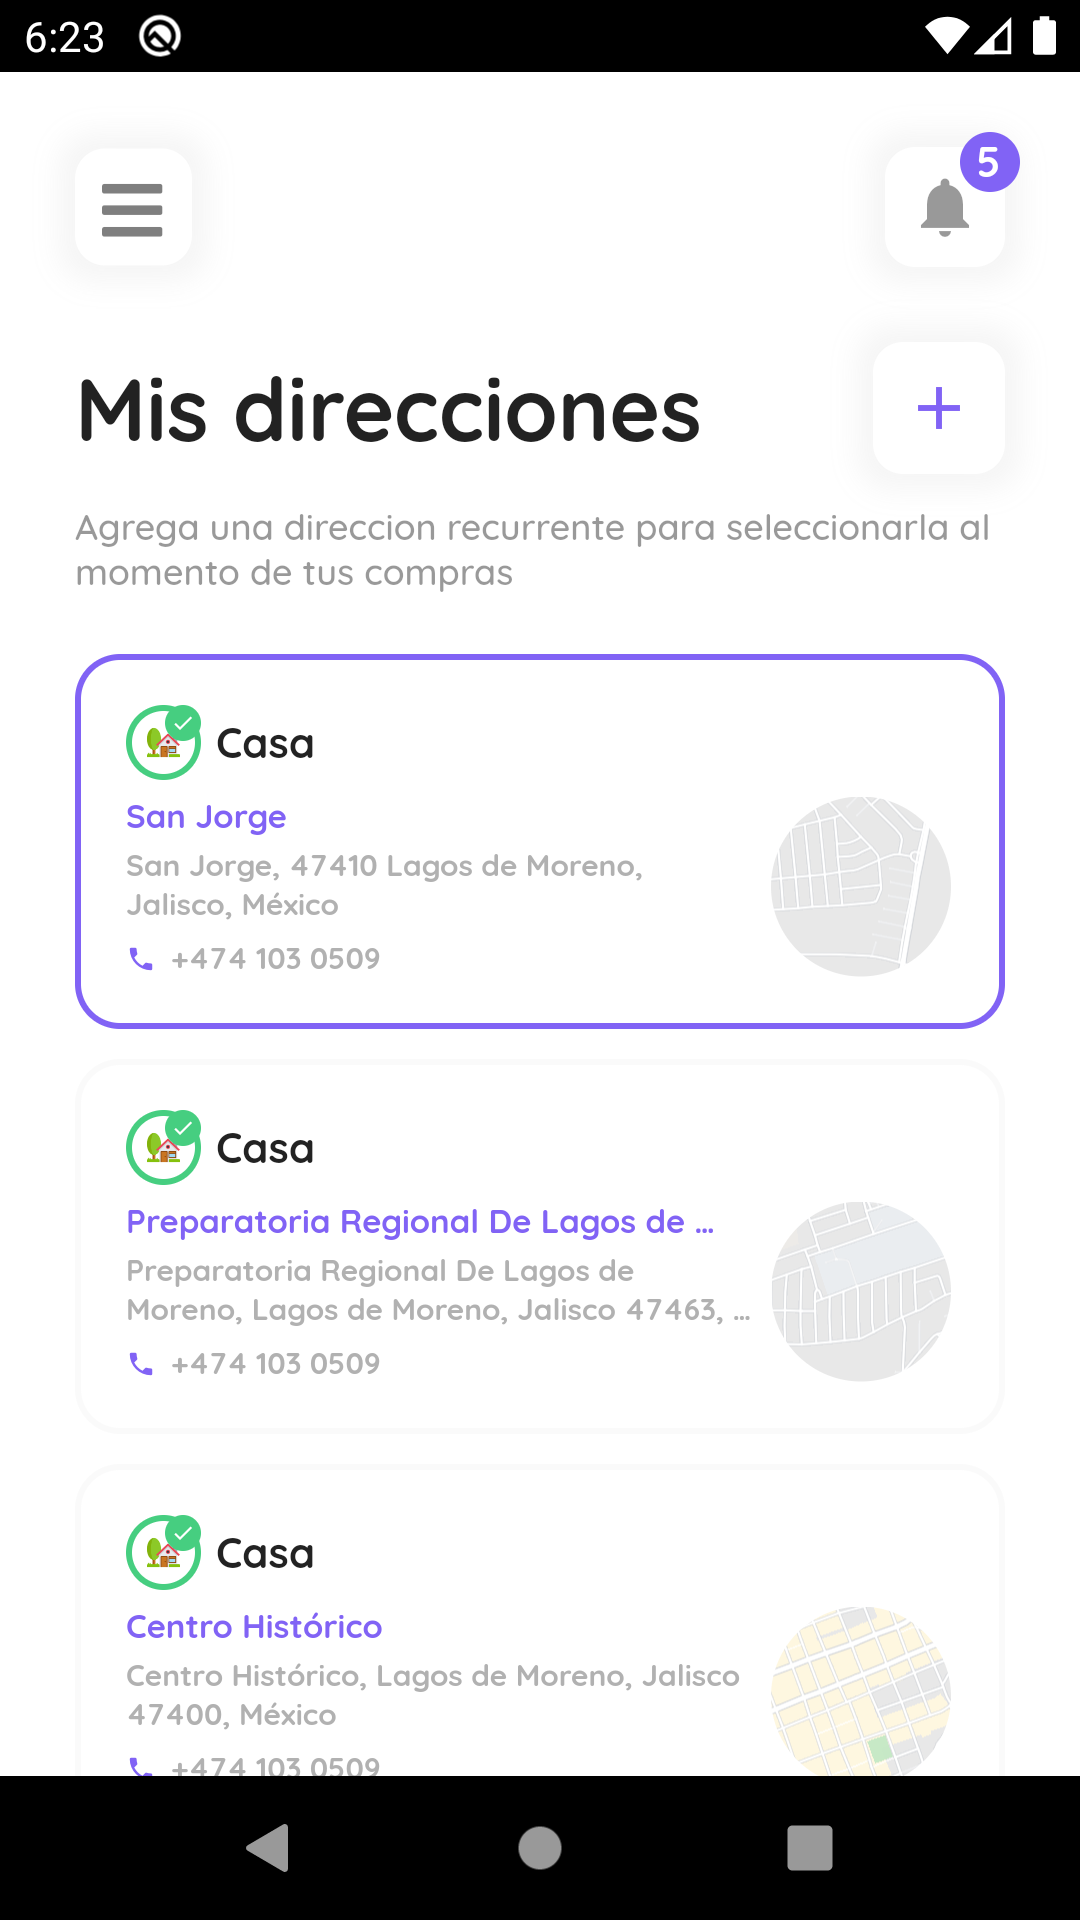 6:23
5
Mis direcciones
Agrega una direccion recurrente para seleccionarla al
momento de tus compras
Casa
San Jorge
San Jorge, 47410 Lagos de Moreno,
Jalisco, México
+474 103 0509
Casa
Preparatoria Regional De Lagos de ...
Preparatoria Regional De Lagos de
Moreno, Lagos de Moreno, Jalisco 47463, ...
+474 103 0509
Casa
Centro Histórico
Centro Histórico, Lagos de Moreno, Jalisco
47400, México
+474 103 0509